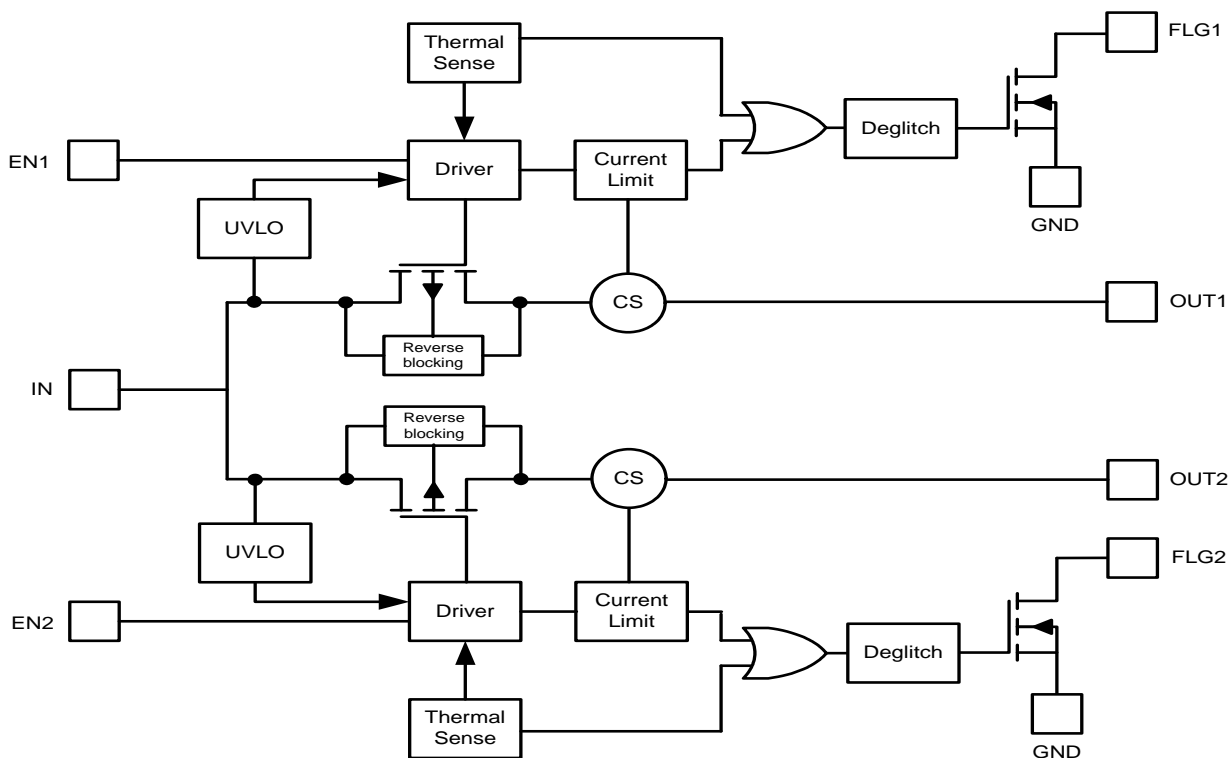 Thermal
Sense
FLG1
Deglitch
EN1
Driver
Current
Limit
GND
UVLO
CS
OUT1
Reverse
blocking
IN
Reverse
blocking
CS
OUT2
UVLO
FLG2
EN2
Driver
Current
Limit
Deglitch
Thermal
Sense
GND